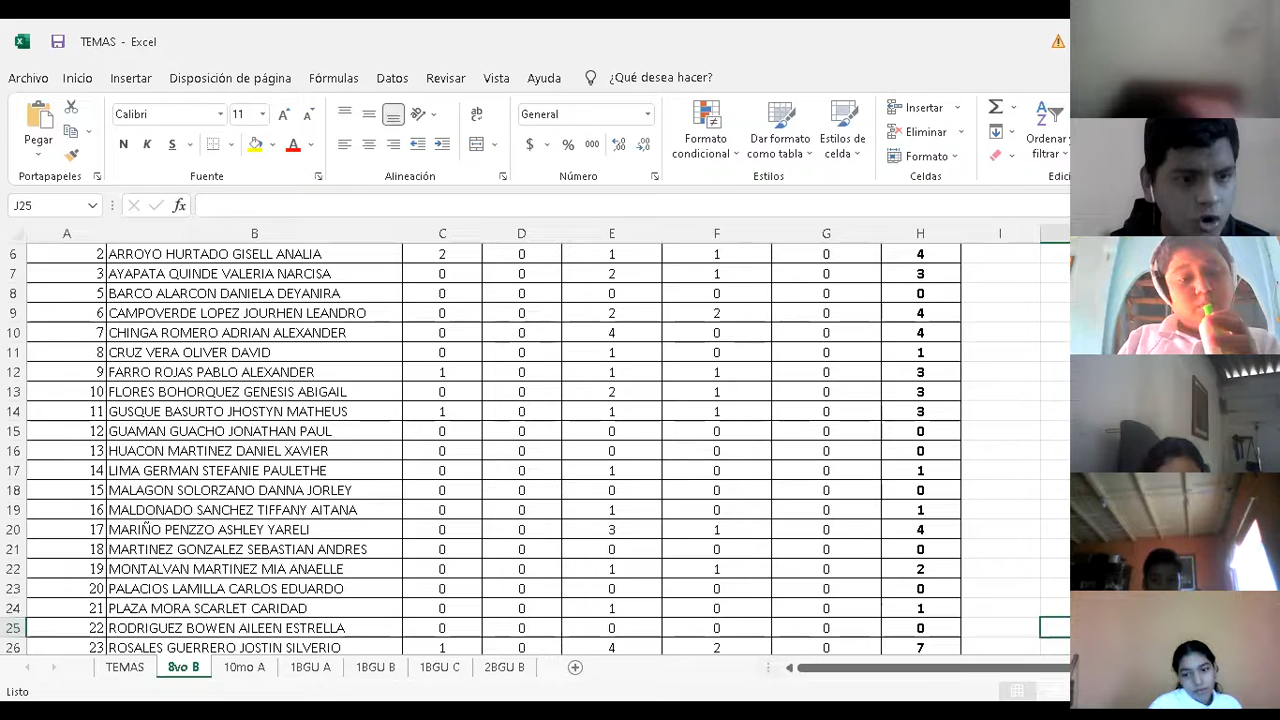 TEMAS - Excel
Archivo Inicio Insertar Disposición de página Fórmulas Datos Revisar Vista Ayuda ¿Qué desea hacer?
Pegar
Portapapeles
Calibri 11
N K S
Fuente
Alineación
General
$ % 000
Número
Formato condicional
Dar formato como tabla
Estilos de celda
Estilos
Insertar
Eliminar
Formato
Celdas
Ordenar
filtrar
Edici
J25 fx
A B C D E F G H I
6 2 ARROYO HURTADO GISELL ANALIA 2 0 1 1 0 4
7 3 AYAPATA QUINDE VALERIA NARCISA 0 0 2 1 0 3
8 5 BARCO ALARCON DANIELA DEYANIRA 0 0 0 0 0 0
9 6 CAMPOVERDE LOPEZ JOURHEN LEANDRO 0 0 2 2 0 4
10 7 CHINGA ROMERO ADRIAN ALEXANDER 0 0 4 0 0 4
11 8 CRUZ VERA OLIVER DAVID 0 0 1 0 0 1
12 9 FARRO ROJAS PABLO ALEXANDER 1 0 1 1 0 3
13 10 FLORES BOHORQUEZ GENESIS ABIGAIL 0 0 2 1 0 3
14 11 GUSQUE BASURTO JHOSTYN MATHEUS 1 0 1 1 0 3
15 12 GUAMAN GUACHO JONATHAN PAUL 0 0 0 0 0 0
16 13 HUACON MARTINEZ DANIEL XAVIER 0 0 0 0 0 0
17 14 LIMA GERMAN STEFANIE PAULETHE 0 0 1 0 0 1
18 15 MALAGON SOLORZANO DANNA JORLEY 0 0 0 0 0 0
19 16 MALDONADO SANCHEZ TIFFANY AITANA 0 0 1 0 0 1
20 17 MARIÑO PENZZO ASHLEY YARELI 0 0 3 1 0 4
21 18 MARTINEZ GONZALEZ SEBASTIAN ANDRES 0 0 0 0 0 0
22 19 MONTALVAN MARTINEZ MIA ANAELLE 0 0 1 1 0 2
23 20 PALACIOS LAMILLA CARLOS EDUARDO 0 0 0 0 0 0
24 21 PLAZA MORA SCARLET CARIDAD 0 0 1 0 0 1
25 22 RODRIGUEZ BOWEN AILEEN ESTRELLA 0 0 0 0 0 0
26 23 ROSALES GUERRERO JOSTIN SILVERIO 1 0 4 2 0 7
TEMAS 8vo B 10mo A 1BGU A 1BGU B 1BGU C 2BGU B
Listo